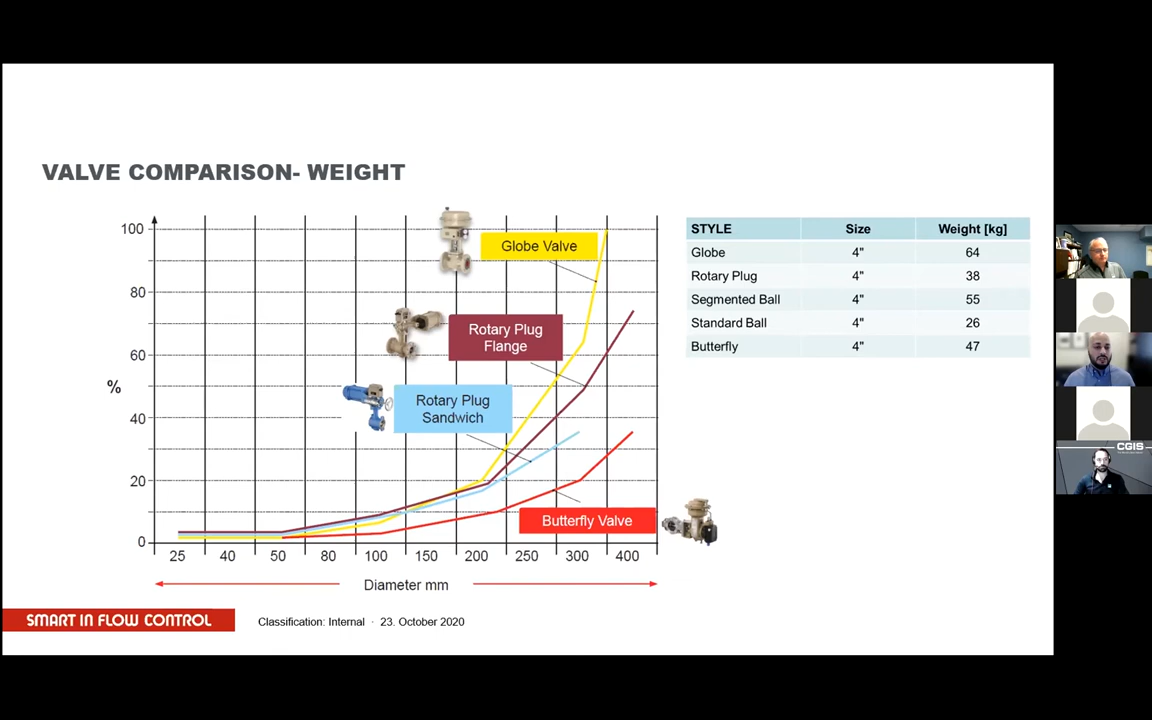 VALVE COMPARISON- WEIGHT
100
80
60
40
20
0
%
Globe Valve
Rotary Plug
Flange
Rotary Plug
Sandwich
Butterfly Valve
25 40 50 80 100 150 200 250 300 400
Diameter mm
STYLE Size Weight [kg]
Globe 4" 64
Rotary Plug 4" 38
Segmented Ball 4" 55
Standard Ball 4" 26
Butterfly 4" 47
SMART IN FLOW CONTROL
Classification: Internal · 23. October 2020
CGIS